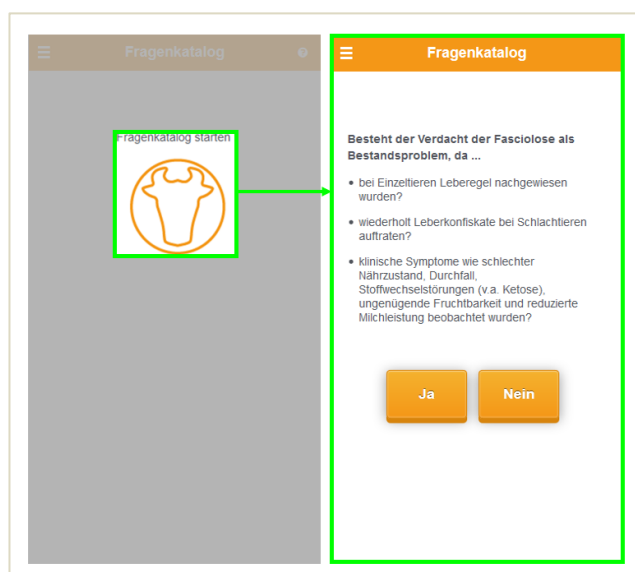 Fragenkatalog
Fragenkatalog starten
Fragenkatalog
Besteht der Verdacht der Fasciolose als
Bestandsproblem, da ...
• bei Einzeltieren Leberegel nachgewiesen
wurden?
• wiederholt Leberkonfiskate bei Schlachtieren
auftraten?
• klinische Symptome wie schlechter
Nährzustand, Durchfall,
Stoffwechselstörungen (v.a. Ketose),
ungenügende Fruchtbarkeit und reduzierte
Milchleistung beobachtet wurden?
Ja
Nein